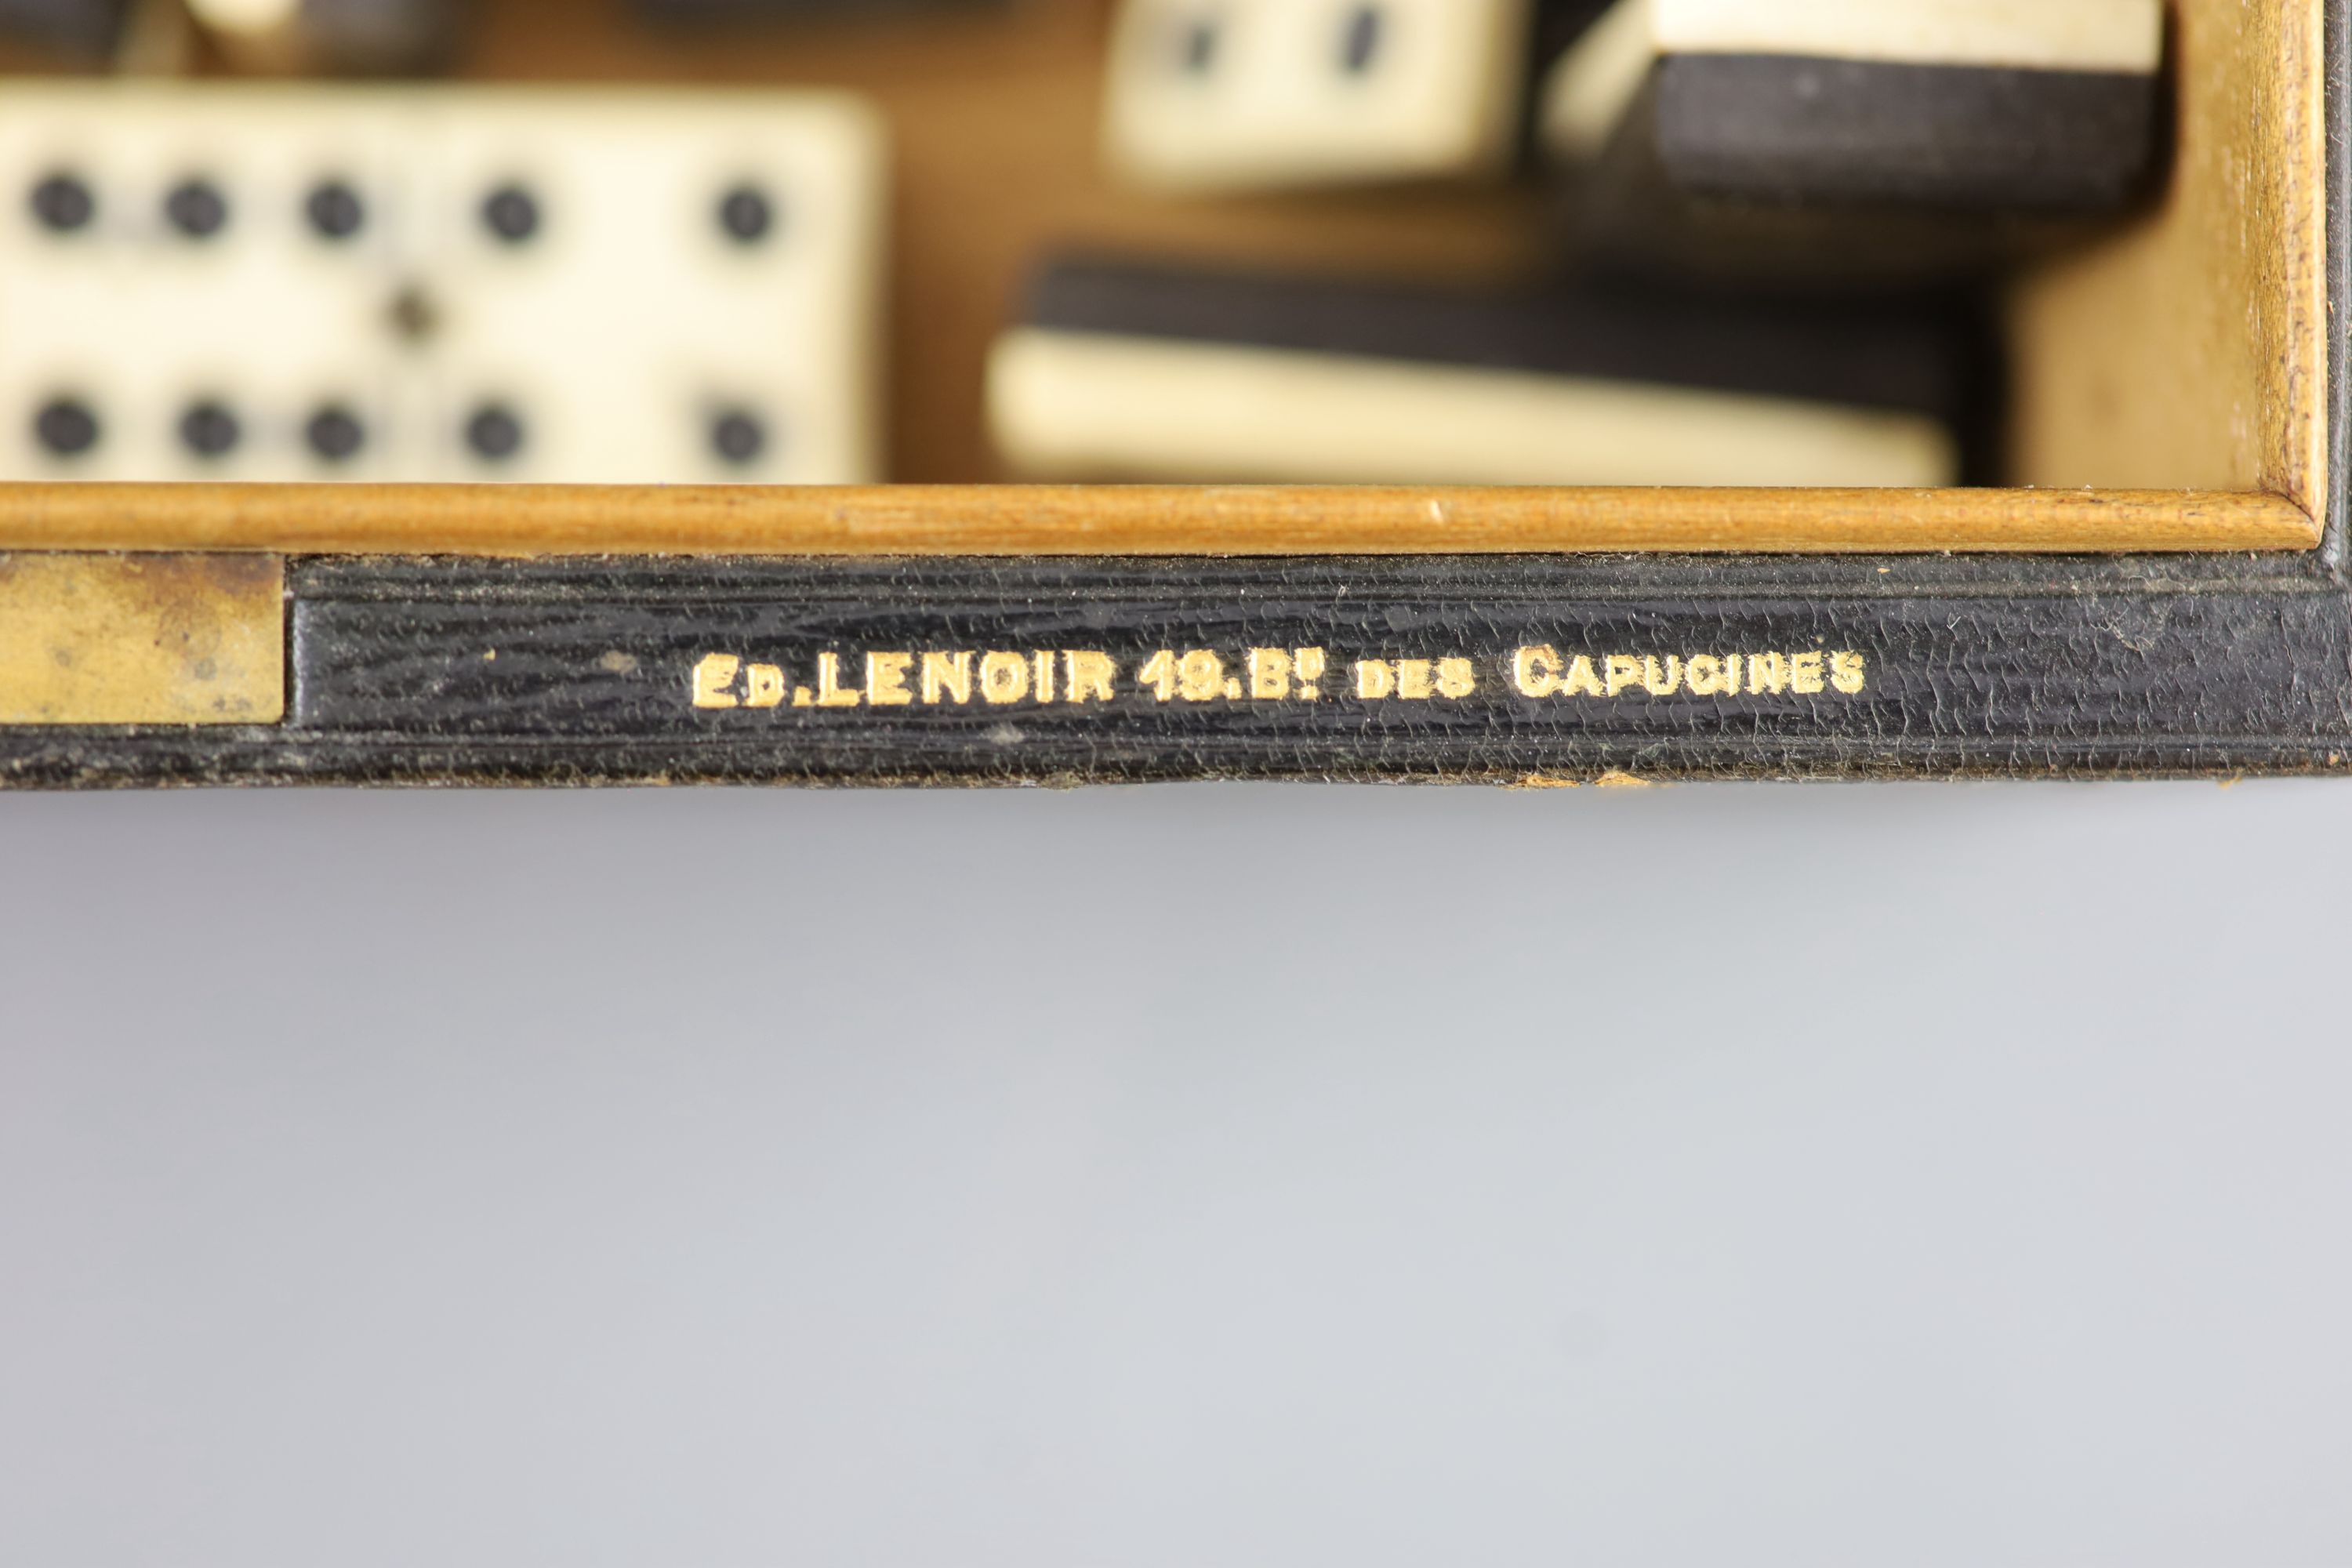 ED. LENOIR 19. BD DES CAPUCINES